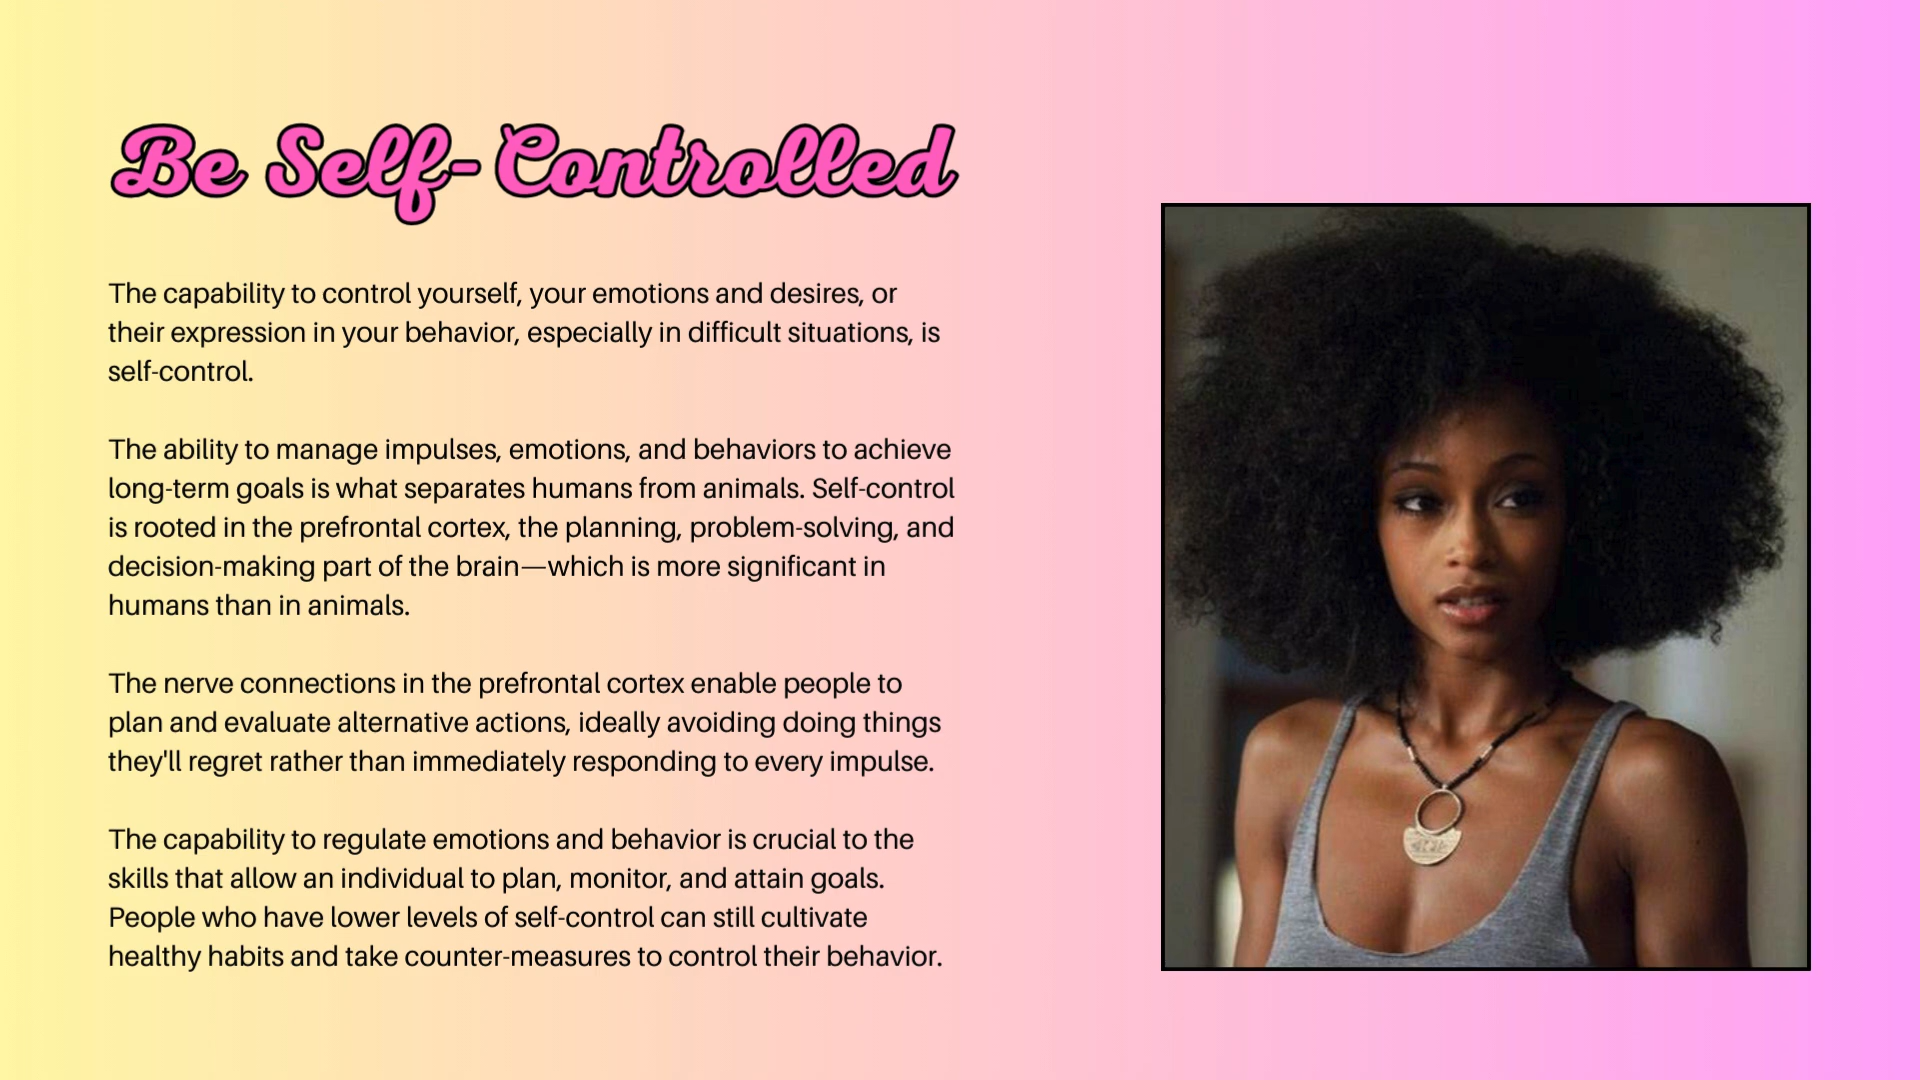 Be Self-Controlled
The capability to control yourself, your emotions and desires, or
their expression in your behavior, especially in difficult situations, is
self-control.
The ability to manage impulses, emotions, and behaviors to achieve
long-term goals is what separates humans from animals. Self-control
is rooted in the prefrontal cortex, the planning, problem-solving, and
decision-making part of the brain—which is more significant in
humans than in animals.
The nerve connections in the prefrontal cortex enable people to
plan and evaluate alternative actions, ideally avoiding doing things
they'll regret rather than immediately responding to every impulse.
The capability to regulate emotions and behavior is crucial to the
skills that allow an individual to plan, monitor, and attain goals.
People who have lower levels of self-control can still cultivate
healthy habits and take counter-measures to control their behavior.